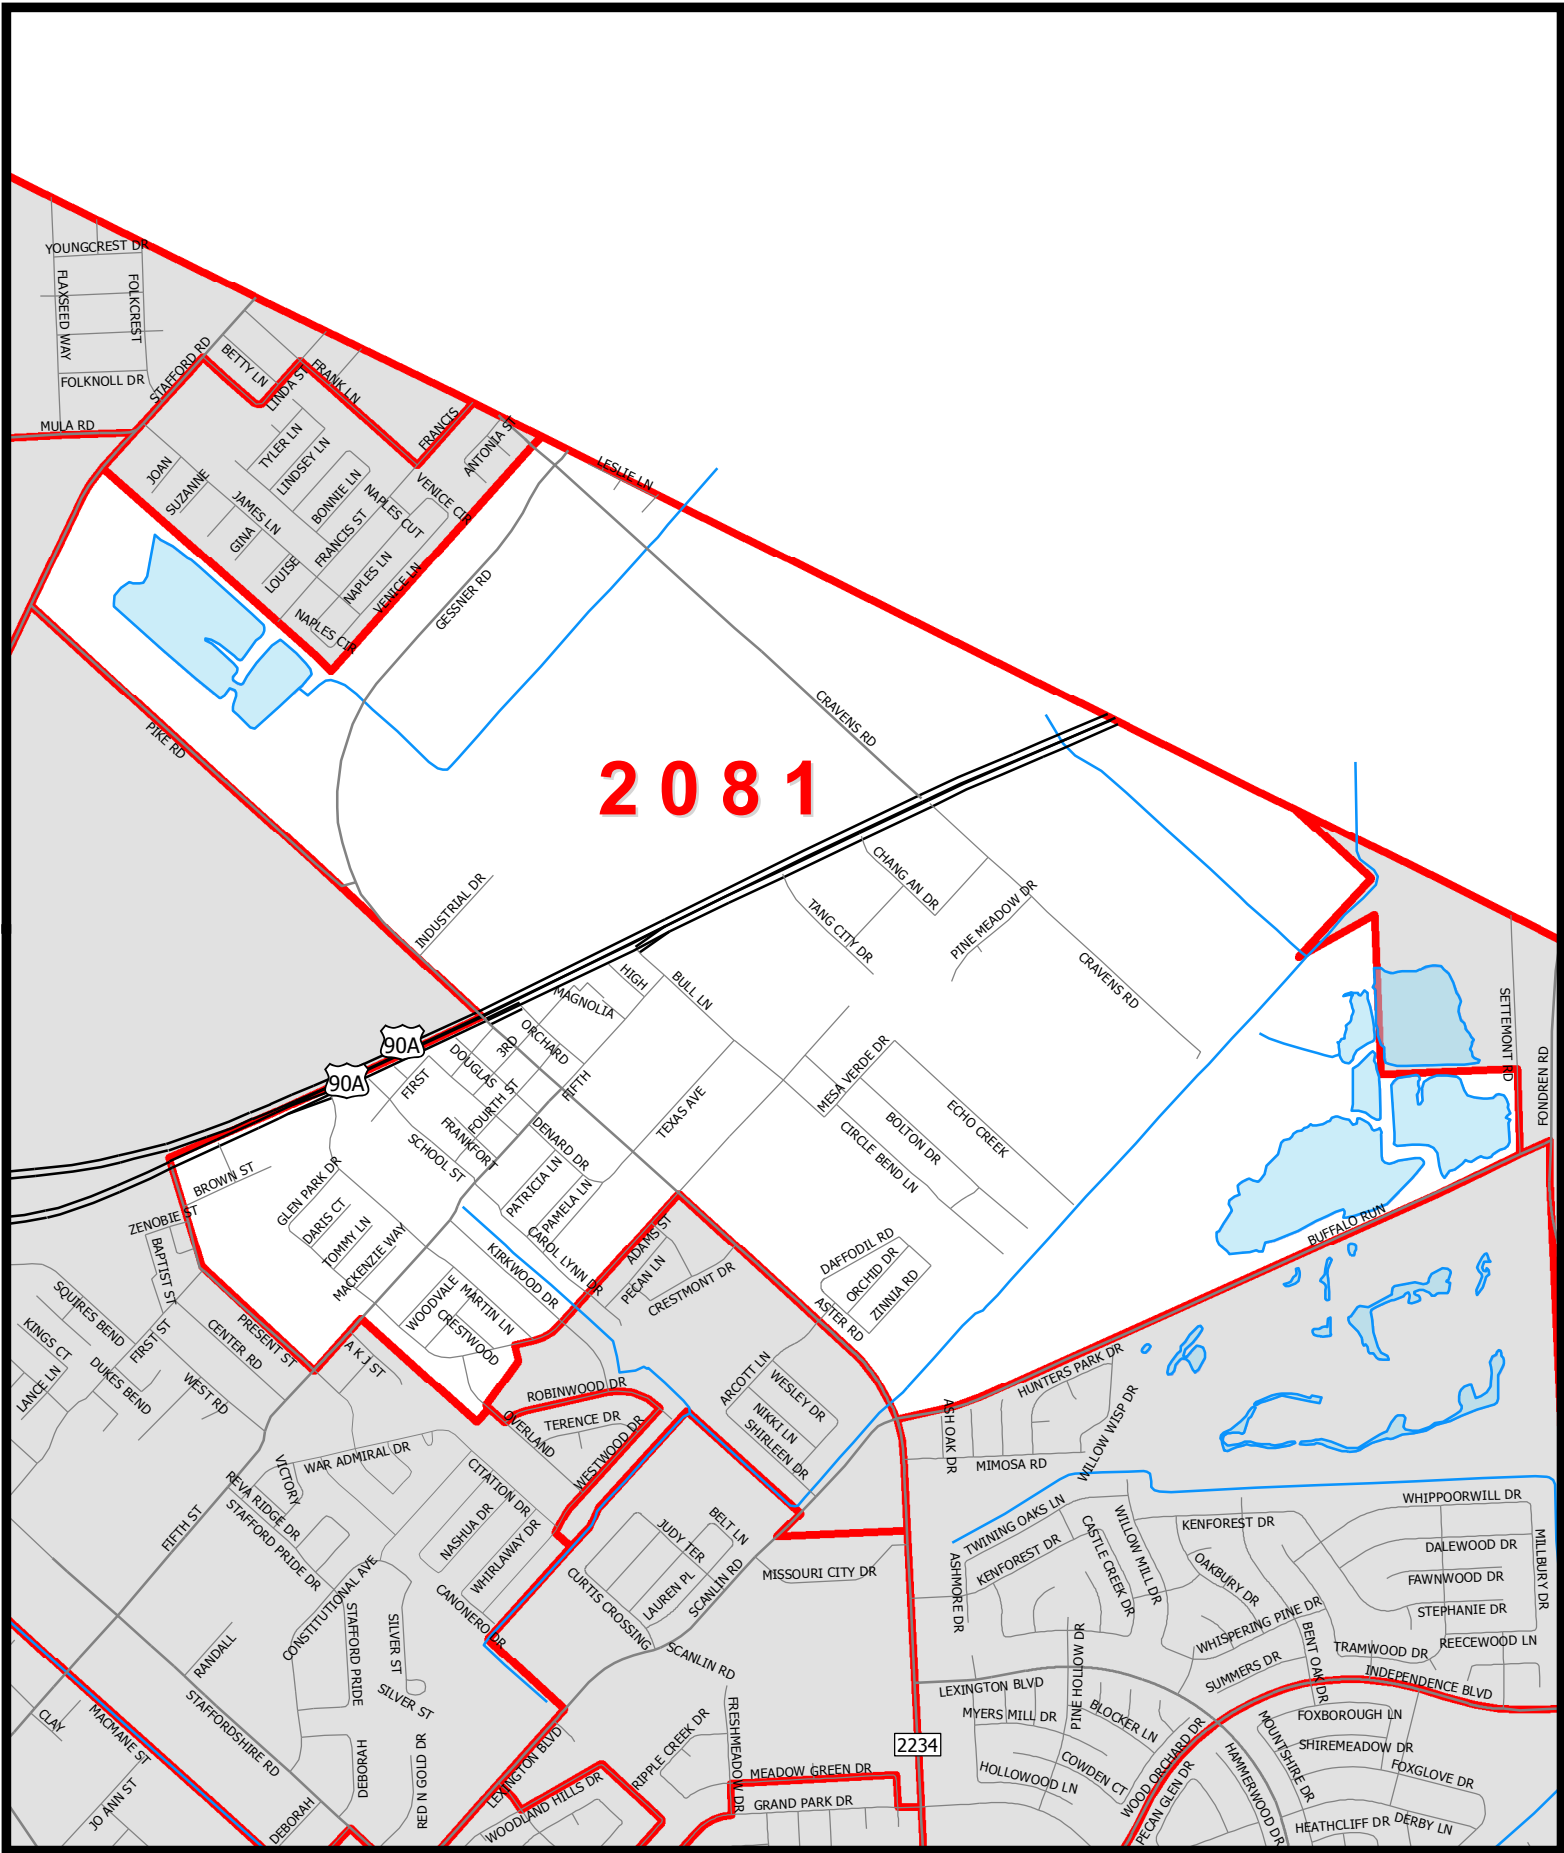 YOUNGCREST DR
FLAXSEED WAY
FOLKCREST
FOLKNOLL DR
STAFFORD RD
MULA RD
BETTY LN
LINDA ST
FRANK LN
FRANCIS
ANTONIA ST
LESLIE LN
TYLER LN
LINDSEY LN
BONNIE LN
JOAN
SUZANNE
JAMES LN
GINA
LOUISE
VENICE CIR
NAPLES CUT
FRANCIS ST
NAPLES LN
VENICE LN
NAPLES CIR
GESSNER RD
PIKE RD
CRAVENS RD
2081
INDUSTRIAL DR
CHANG AN DR
TANG CITY DR
PINE MEADOW DR
CRAVENS RD
HIGH
BULL LN
MAGNOLIA
ORCHARD
3RD
DOUGLAS
90A
90A
FIRST
FOURTH ST
FIFTH
FRANKFORT
SCHOOL ST
DENARD DR
TEXAS AVE
MESA VERDE DR
ECHO CREEK
BOLTON DR
CIRCLE BEND LN
SETTEMONT RD
FONDREN RD
BROWN ST
GLEN PARK DR
PATRICIA LN
PAMELA LN
CAROL LYNN DR
DARIS CT
TOMMY LN
MACKENZIE WAY
ZENOBIE ST
BAPTIST ST
KIRKWOOD DR
ADAMS ST
PECAN LN
CRESTMONT DR
DAFFODIL RD
ORCHID DR
ZINNIA RD
ASTER RD
BUFFALO RUN
WOODVALE
MARTIN LN
CRESTWOOD
SQUIRES BEND
KINGS CT
LANCE LN
DUKES BEND
FIRST ST
CENTER RD
PRESENT ST
WEST RD
A K J ST
ROBINWOOD DR
OVERLAND
TERENCE DR
WESTWOOD DR
ARCOTT LN
WESLEY DR
NIKKI LN
SHIRLEEN DR
HUNTERS PARK DR
ASH OAK DR
MIMOSA RD
WILLOW WISP DR
VICTORY
WAR ADMIRAL DR
REVA RIDGE DR
STAFFORD PRIDE DR
CITATION DR
NASHUA DR
WHIRLAWAY DR
CANONERO DR
FIFTH ST
CONSTITUTIONAL AVE
STAFFORD PRIDE
SILVER ST
SILVER ST
RANDALL
STAFFORDSHIRE RD
BELT LN
JUDY TER
LAUREN PL
SCANLIN RD
CURTIS CROSSING
SCANLIN RD
MISSOURI CITY DR
TWINING OAKS LN
KENFOREST DR
ASHMORE DR
CASTLE CREEK DR
WILLOW MILL DR
KENFOREST DR
OAKBURY DR
WHISPERING PINE DR
SUMMERS DR
BENT OAK DR
WHIPPOORWILL DR
DALEWOOD DR
FAWNWOOD DR
STEPHANIE DR
MILLBURY DR
TRAMWOOD DR
REECEWOOD LN
INDEPENDENCE BLVD
LEXINGTON BLVD
MYERS MILL DR
PINE HOLLOW DR
BLOCKER LN
COWDEN CT
HOLLOWOOD LN
WOOD ORCHARD DR
PECAN GLEN DR
HAMMERWOOD DR
MOUNTSHIRE DR
FOXBOROUGH LN
SHIREMEADOW DR
FOXGLOVE DR
HEATHCLIFF DR
DERBY LN
CLAY
MACMANE ST
JO ANN ST
DEBORAH
DEBORAH
RED N GOLD DR
LEXINGTON BLVD
WOODLAND HILLS DR
RIPPLE CREEK DR
FRESHMEADOW DR
MEADOW GREEN DR
GRAND PARK DR
2234